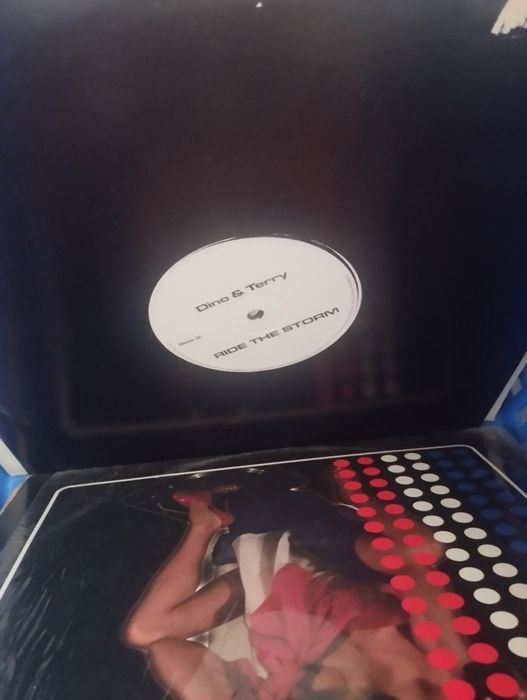 Dino & Terry
RIDE THE STORM